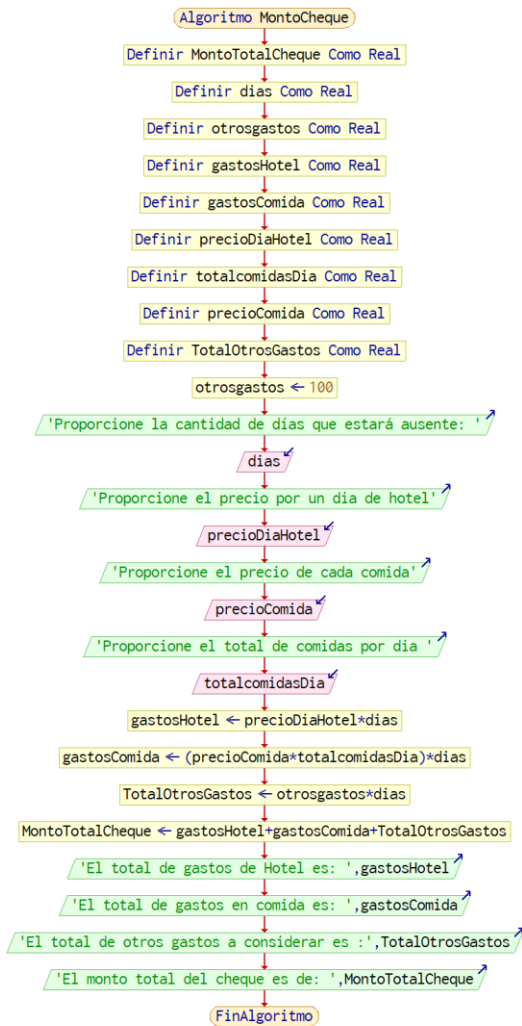 Algoritmo MontoCheque
Definir MontoTotalCheque Como Real
Definir dias Como Real
Definir otrosgastos Como Real
Definir gastosHotel Como Real
Definir gastosComida Como Real
Definir precioDiaHotel Como Real
Definir totalcomidasDia Como Real
Definir precioComida Como Real
Definir TotalOtrosGastos Como Real
otrosgastos ← 100
'Proporcione la cantidad de días que estará ausente: '
dias
'Proporcione el precio por un dia de hotel'
precioDiaHotel
'Proporcione el precio de cada comida'
precioComida
'Proporcione el total de comidas por dia '
totalcomidasDia
gastosHotel ← precioDiaHotel*dias
gastosComida ← (precioComida*totalcomidasDia)*dias
TotalOtrosGastos ← otrosgastos*dias
MontoTotalCheque ← gastosHotel+gastosComida+TotalOtrosGastos
'El total de gastos de Hotel es: ',gastosHotel
'El total de gastos en comida es: ',gastosComida
'El total de otros gastos a considerar es :',TotalOtrosGastos
'El monto total del cheque es de: ',MontoTotalCheque
FinAlgoritmo